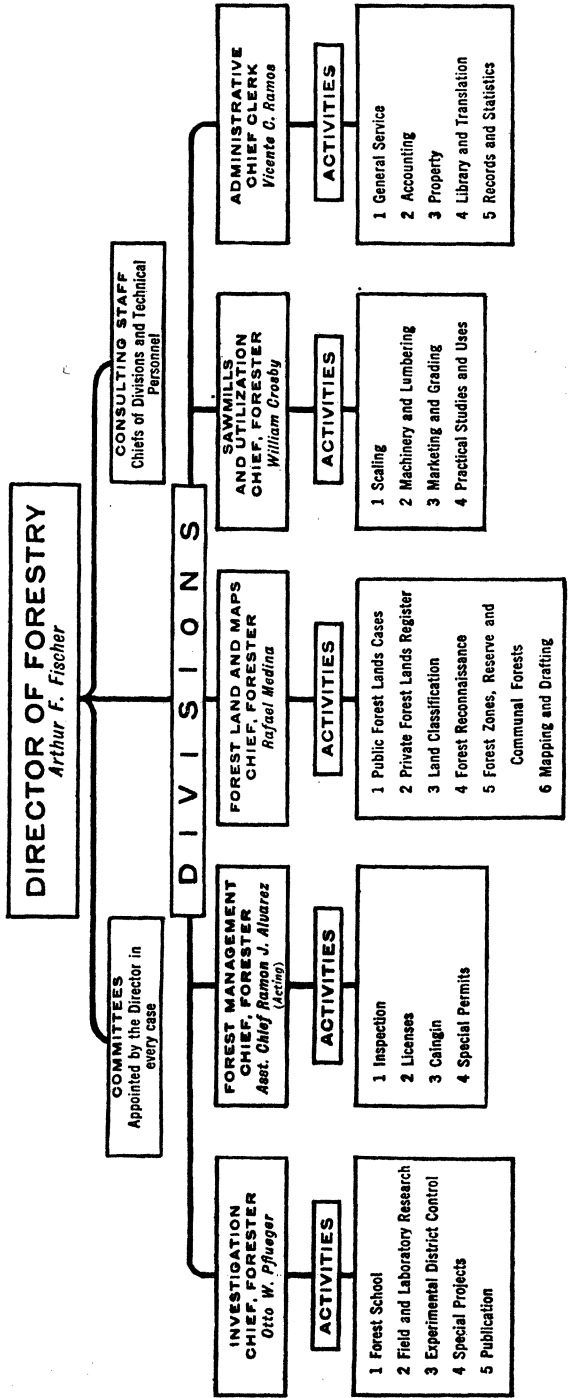 DIRECTOR OF FORESTRY
Arthur F. Fischer
COMMITTEES
Appointed by the Director in
every case
CONSULTING STAFF
Chiefs of Divisions and Technical
Personnel
DIVISIONS
INVESTIGATION
CHIEF, FORESTER
Otto W. Pflueger
ACTIVITIES
1 Forest School
2 Field and Laboratory Research
3 Experimental District Control
4 Special Projects
5 Publication
FOREST MANAGEMENT
CHIEF, FORESTER
Asst. Chief Ramon J. Alvarez
(Acting)
ACTIVITIES
1 Inspection
2 Licenses
3 Caingin
4 Special Permits
FOREST LAND AND MAPS
CHIEF, FORESTER
Rafael Medina
ACTIVITIES
1 Public Forest Lands Cases
2 Private Forest Lands Register
3 Land Classification
4 Forest Reconnaissance
5 Forest Zones, Reserve and
Communal Forests
6 Mapping and Drafting
SAWMILLS
AND UTILIZATION
CHIEF, FORESTER
William Crosby
ACTIVITIES
1 Scaling
2 Machinery and Lumbering
3 Marketing and Grading
4 Practical Studies and Uses
ADMINISTRATIVE
CHIEF CLERK
Vicente C. Ramos
ACTIVITIES
1 General Service
2 Accounting
3 Property
4 Library and Translation
5 Records and Statistics